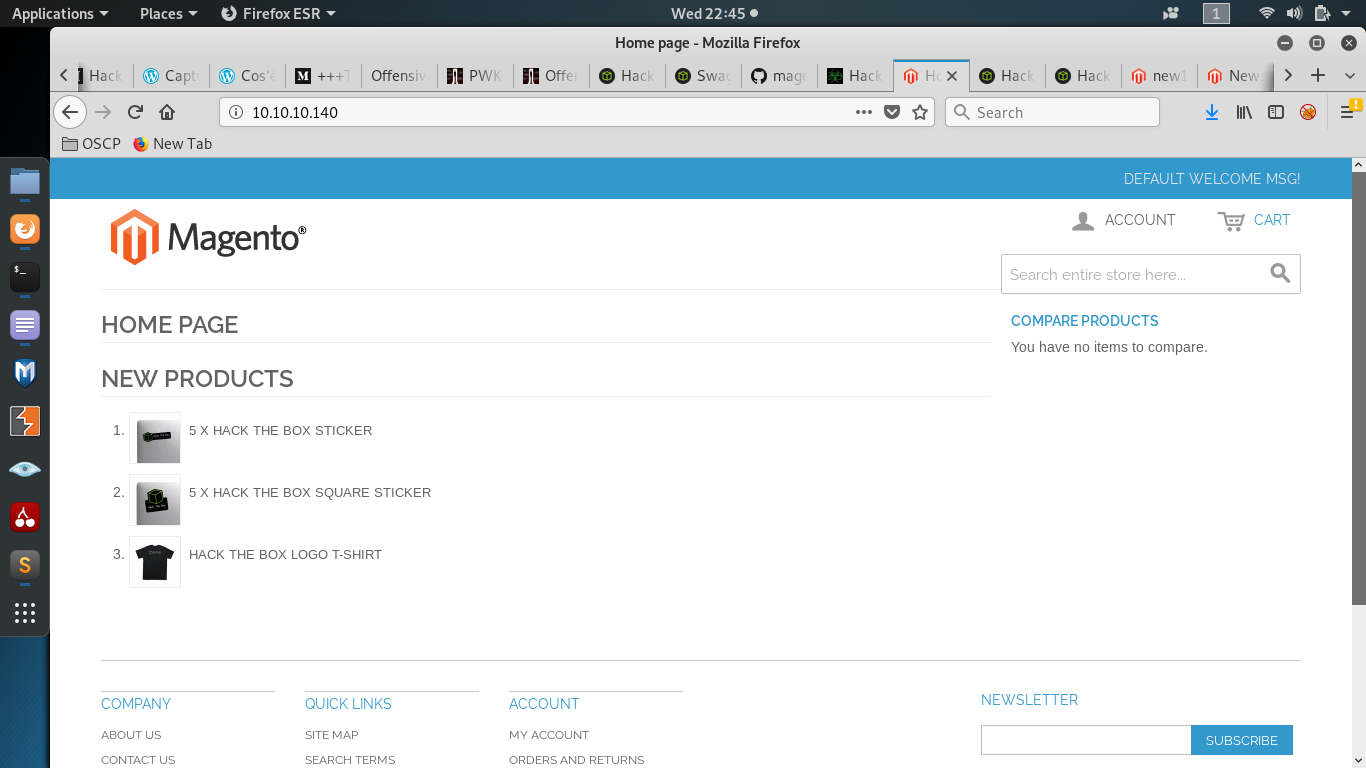 Applications Places Firefox ESR Wed 22:45 1
Home page - Mozilla Firefox
Hack Capt Cos'è +++T Offensiv PWK Offen Hack Swag mage Hack Ho Hack Hack new1 News
10.10.10.140 Search
OSCP New Tab
DEFAULT WELCOME MSG!
Magento®
ACCOUNT CART
Search entire store here...
HOME PAGE
COMPARE PRODUCTS
You have no items to compare.
NEW PRODUCTS
1. 5 X HACK THE BOX STICKER
2. 5 X HACK THE BOX SQUARE STICKER
3. HACK THE BOX LOGO T-SHIRT
COMPANY QUICK LINKS ACCOUNT NEWSLETTER
ABOUT US SITE MAP MY ACCOUNT
SUBSCRIBE
CONTACT US SEARCH TERMS ORDERS AND RETURNS